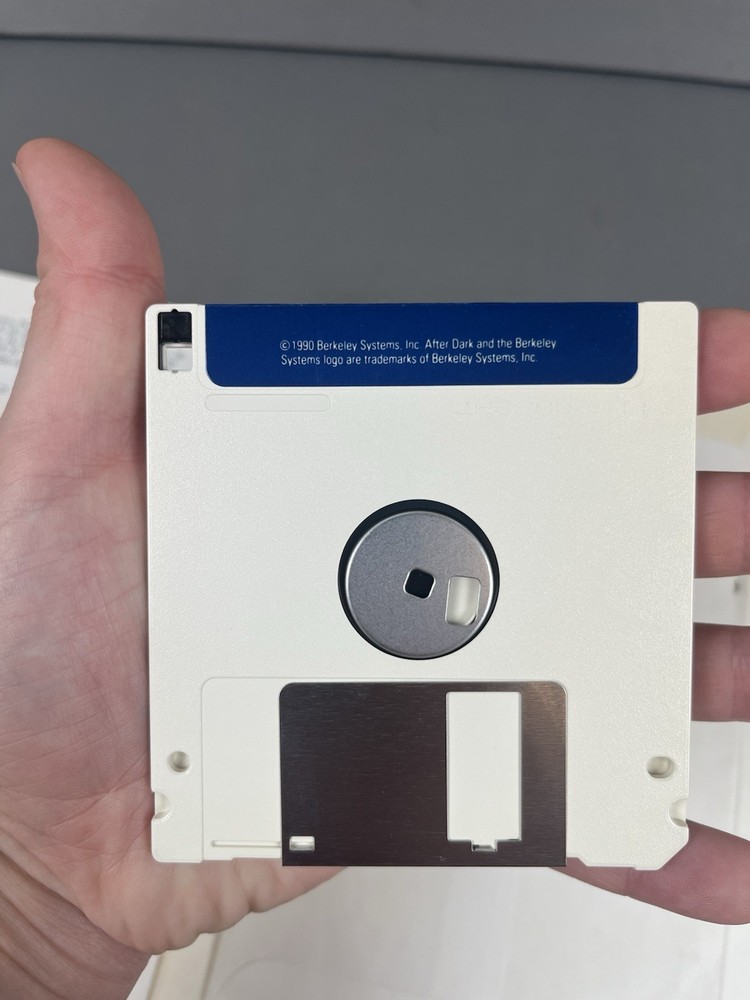 ©1990 Berkeley Systems, Inc. After Dark and the Berkeley
Systems logo are trademarks of Berkeley Systems, Inc.